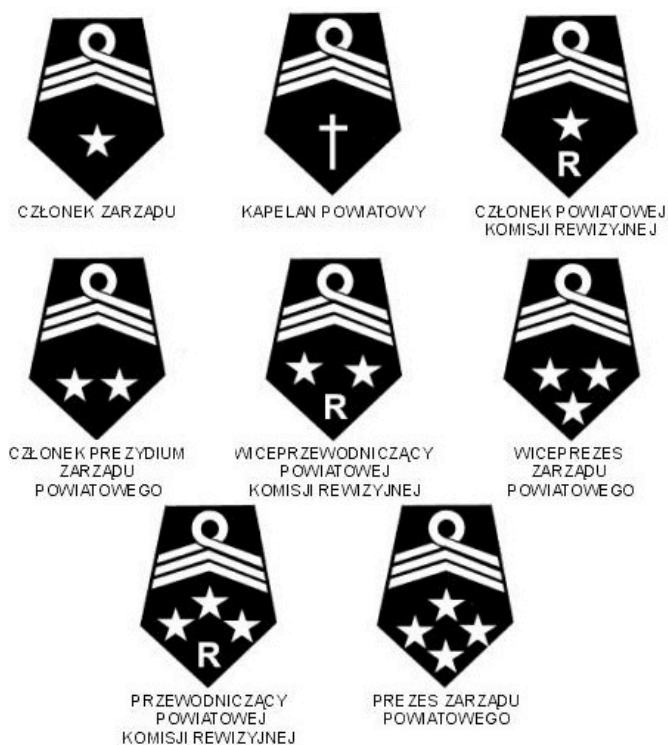 CZŁONEK ZARZĄDU
KAPELAN POWIATOWY
R
CZŁONEK POWIATOWEJ
KOMISJI REWIZYJNEJ
CZŁONEK PREZYDIUM
ZARZĄDU
POWIATOWEGO
R
WICEPRZEWODNICZĄCY
POWIATOWEJ
KOMISJI REWIZYJNEJ
WICEPREZES
ZARZĄDU
POWIATOWEGO
R
PRZEWODNICZĄCY
POWIATOWEJ
KOMISJI REWIZYJNEJ
PREZES ZARZĄDU
POWIATOWEGO